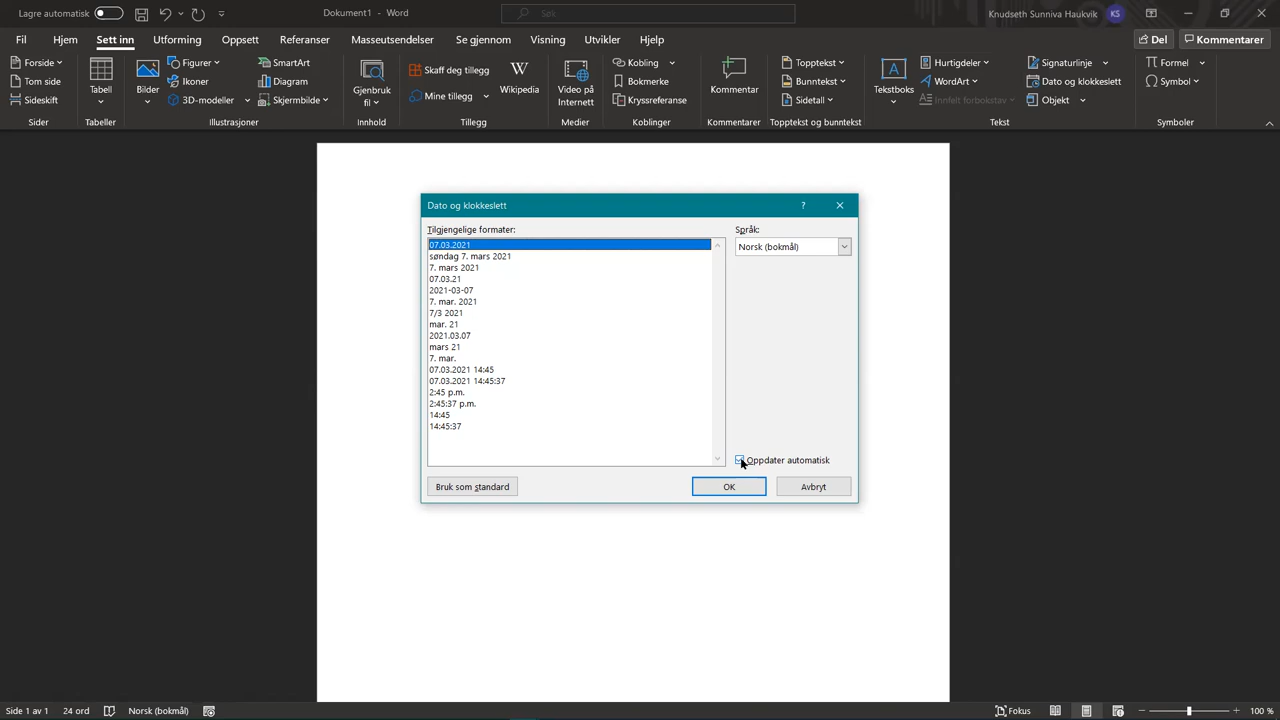 Lagre automatisk
Dokument1 - Word
Søk
Knudseth Sunniva Haukvik KS
Fil Hjem Sett inn Utforming Oppsett Referanser Masseutsendelser Se gjennom Visning Utvikler Hjelp
Del Kommentarer
Forside
Tom side
Sideskift
Sider
Tabell
Tabeller
Bilder
Figurer
Ikoner
3D-modeller
SmartArt
Diagram
Skjermbilde
Illustrasjoner
Gjenbruk
fil
Innhold
Skaff deg tillegg
Mine tillegg
W
Wikipedia
Tillegg
Video på
Internett
Medier
Kobling
Bokmerke
Kryssreferanse
Koblinger
Kommentar
Kommentarer
Topptekst
Bunntekst
Sidetall
Topptekst og bunntekst
A
Tekstboks
Hurtigdeler
WordArt
Innfelt forbokstav
Signaturlinje
Dato og klokkeslett
Objekt
Tekst
Formel
Symbol
Symboler
Dato og klokkeslett
?
Tilgjengelige formater:
07.03.2021
søndag 7. mars 2021
7. mars 2021
07.03.21
2021-03-07
7. mar. 2021
7/3 2021
mar. 21
2021.03.07
mars 21
7. mar.
07.03.2021 14:45
07.03.2021 14:45:37
2:45 p.m.
2:45:37 p.m.
14:45
14:45:37
Språk:
Norsk (bokmål)
Oppdater automatisk
Bruk som standard
OK
Avbryt
Side 1 av 1 24 ord Norsk (bokmål)
Fokus
100 %